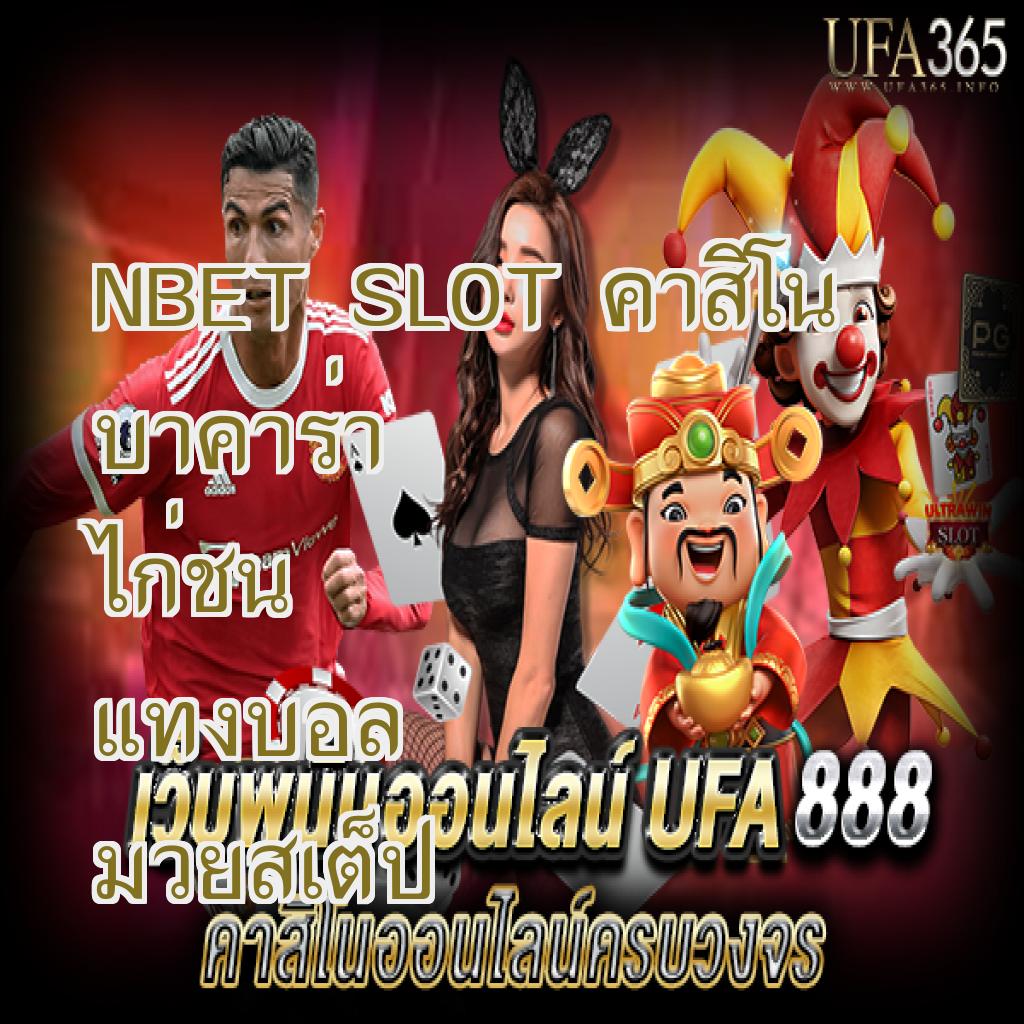 UFA365
WWW.UFA365.INFO
NBET SLOT คาสิโน
PG
บาคาร่า
ไก่ชน
ULTRAWIN
SLOT
แทงบอล
เว็บพนันออนไลน์ UFA 888
มวยสเต็ป
คาสิโนออนไลน์ครบวงจร